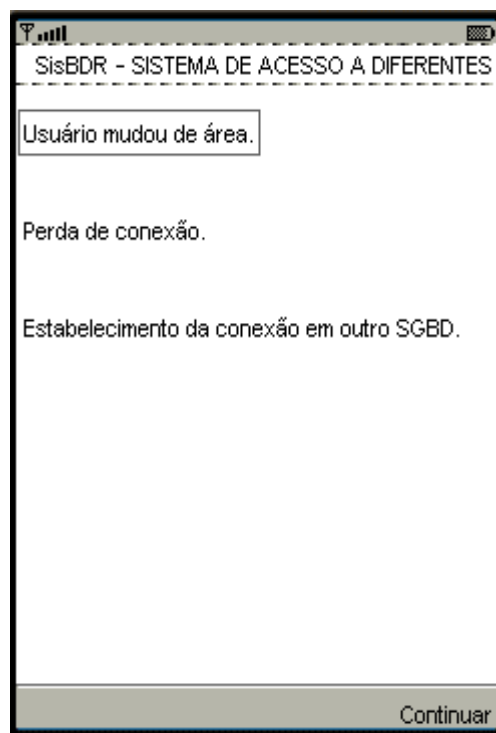 SisBDR - SISTEMA DE ACESSO A DIFERENTES
Usuário mudou de área.
Perda de conexão.
Estabelecimento da conexão em outro SGBD.
Continuar